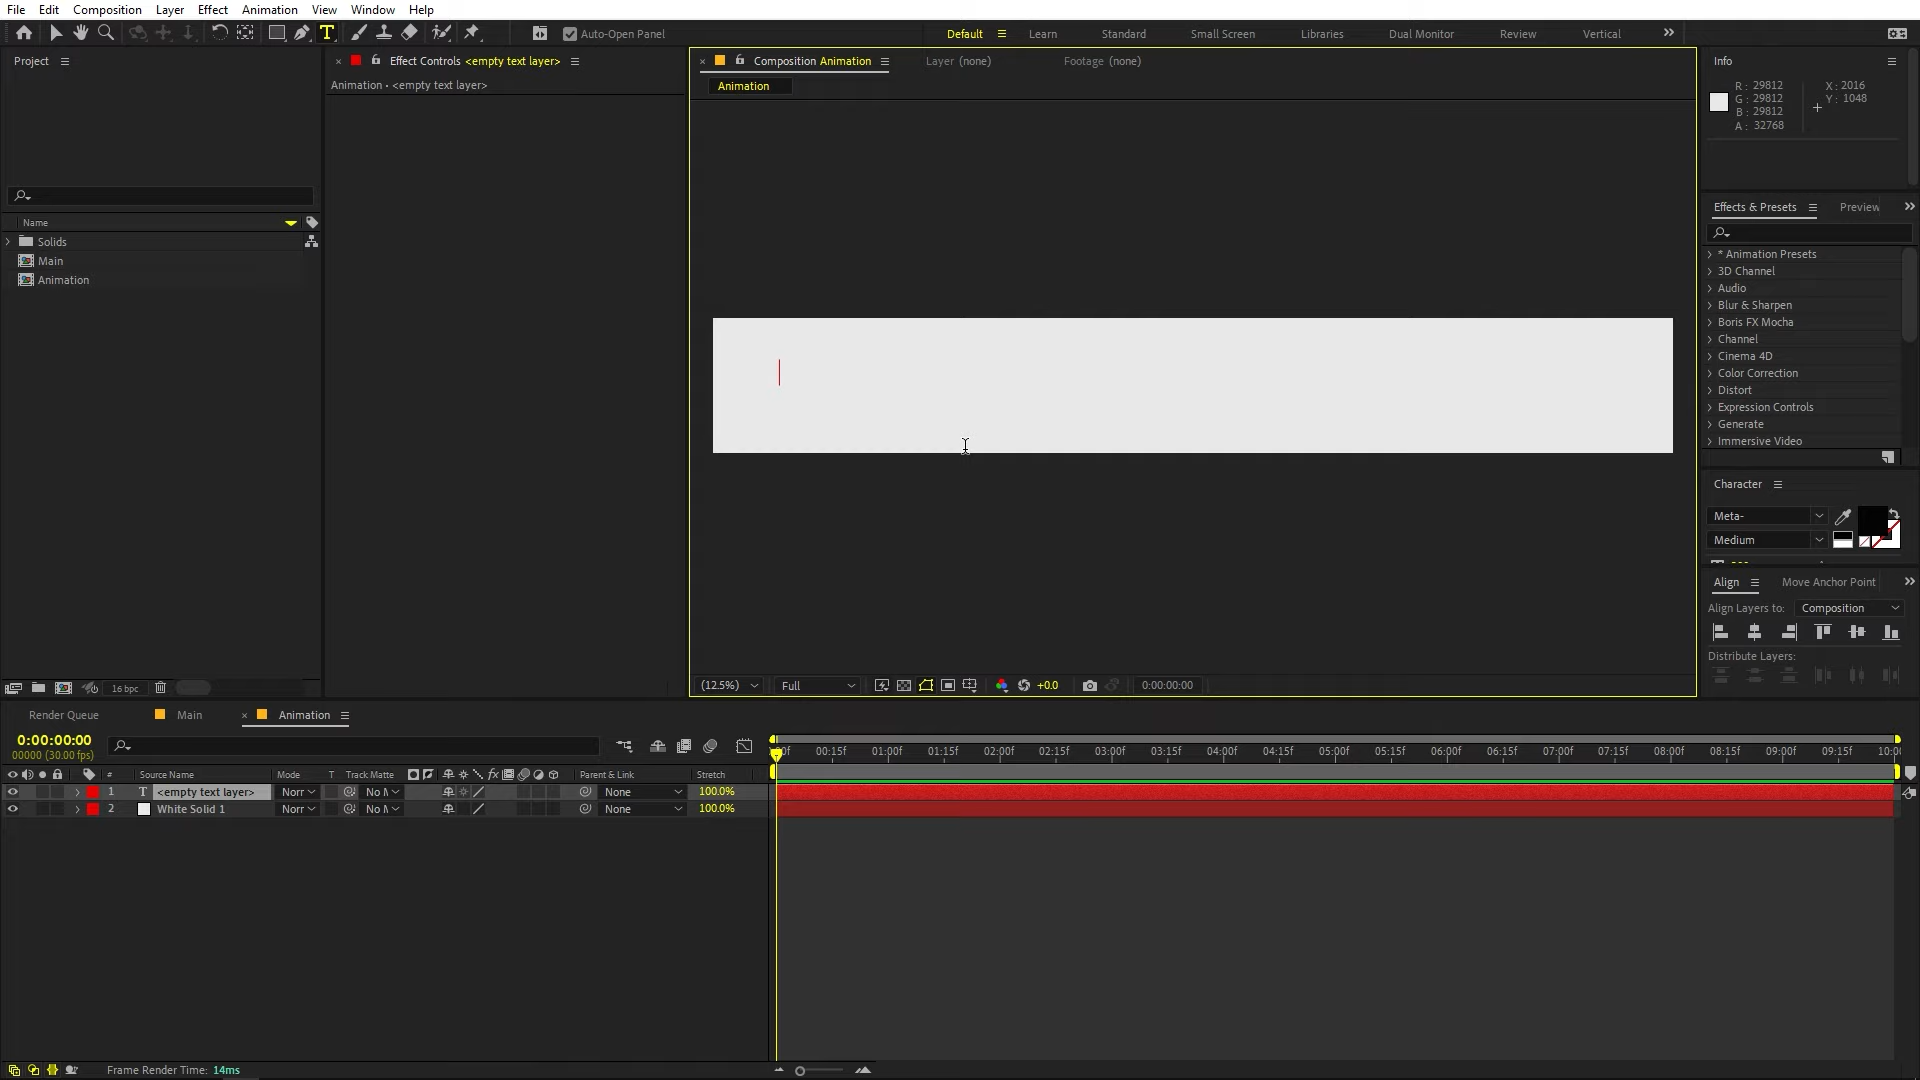 File Edit Composition Layer Effect Animation View Window Help
T Auto-Open Panel Default Learn Standard Small Screen Libraries Dual Monitor Review Vertical
Project
Effect Controls <empty text layer>
Animation • <empty text layer>
Composition Animation Layer (none) Footage (none)
Animation
Info
R : 29812 X : 2016
G : 29812 Y : 1048
B : 29812
A : 32768
Name
Solids
Main
Animation
Effects & Presets Preview
* Animation Presets
3D Channel
Audio
Blur & Sharpen
Boris FX Mocha
Channel
Cinema 4D
Color Correction
Distort
Expression Controls
Generate
Immersive Video
Character
Meta-
Medium
Align Move Anchor Point
Align Layers to: Composition
Distribute Layers:
16 bpc
(12.5%) Full +0.0 0:00:00:00
Render Queue Main Animation
0:00:00:00
00000 (30.00 fps)
00f 00:15f 01:00f 01:15f 02:00f 02:15f 03:00f 03:15f 04:00f 04:15f 05:00f 05:15f 06:00f 06:15f 07:00f 07:15f 08:00f 08:15f 09:00f 09:15f 10:0
# Source Name Mode T Track Matte fx Parent & Link Stretch
1 T <empty text layer> Norr No M None 100.0%
2 White Solid 1 Norr No M None 100.0%
Frame Render Time: 14ms